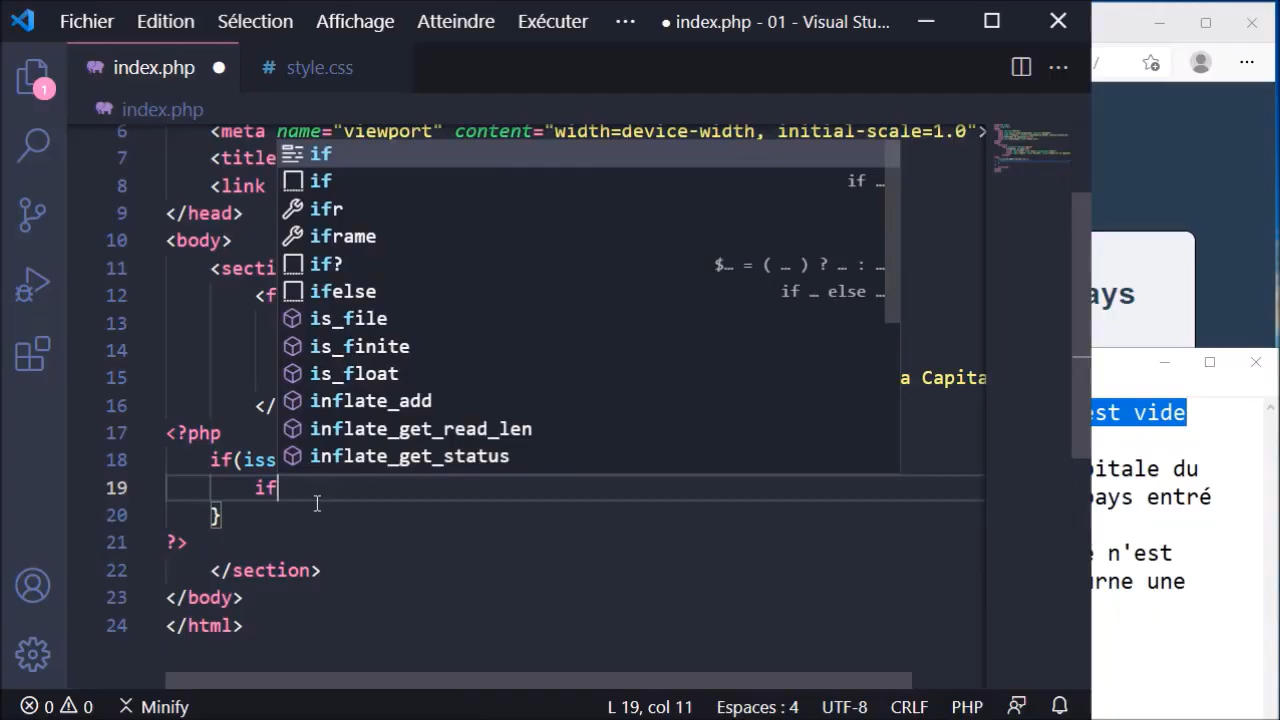 Fichier Edition Sélection Affichage Atteindre Exécuter ··· ● index.php - 01 - Visual Stu...
index.php ● # style.css ···
1
index.php
/
6 <meta name="viewport" content="width=device-width, initial-scale=1.0">
7 <title
8 <link
9 </head>
10 <body>
11 <secti
12 <f
13
14
15 a Capita
16 </
17 <?php
18 if(iss
19 if
20 }
21 ?>
22 </section>
23 </body>
24 </html>
if
if if …
ifr
iframe
if? $… = ( … ) ? … : …
ifelse if … else …
is_file
is_finite
is_float
inflate_add
inflate_get_read_len
inflate_get_status
ays
est vide
pitale du
pays entré
n'est
urne une
0 0 Minify L 19, col 11 Espaces : 4 UTF-8 CRLF PHP